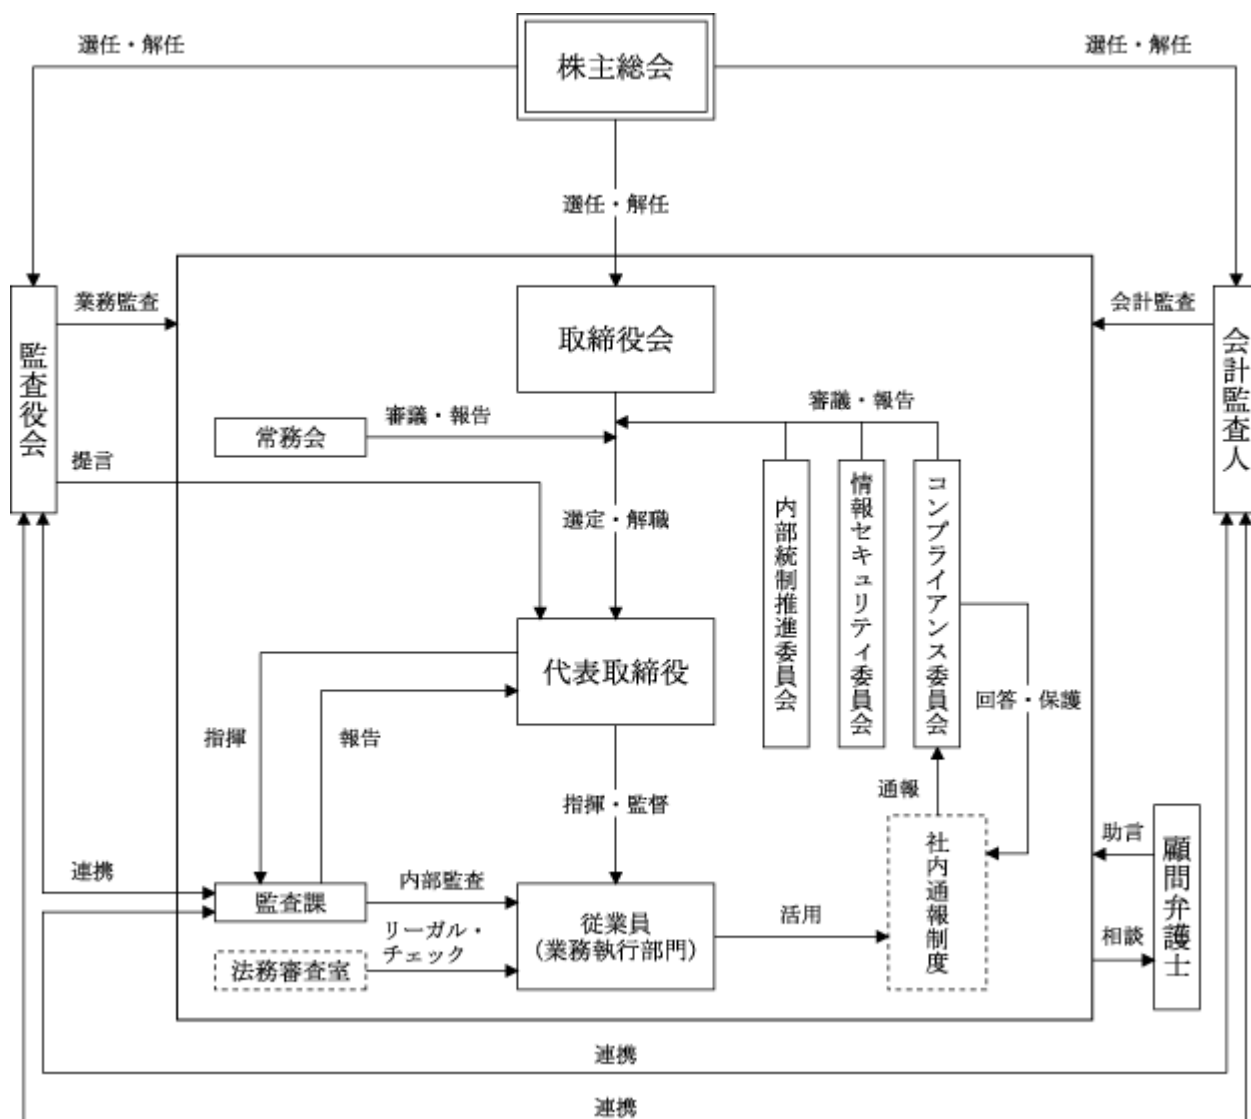 選任・解任
株主総会
選任・解任
選任・解任
監査役会
業務監査
取締役会
会計監査
会計監査人
常務会
審議・報告
審議・報告
提言
選定・解職
内部統制推進委員会
情報セキュリティ委員会
コンプライアンス委員会
代表取締役
回答・保護
指揮
報告
指揮・監督
通報
社内通報制度
助言
顧問弁護士
相談
連携
監査課
内部監査
リーガル・
チェック
法務審査室
従業員
(業務執行部門)
活用
連携
連携